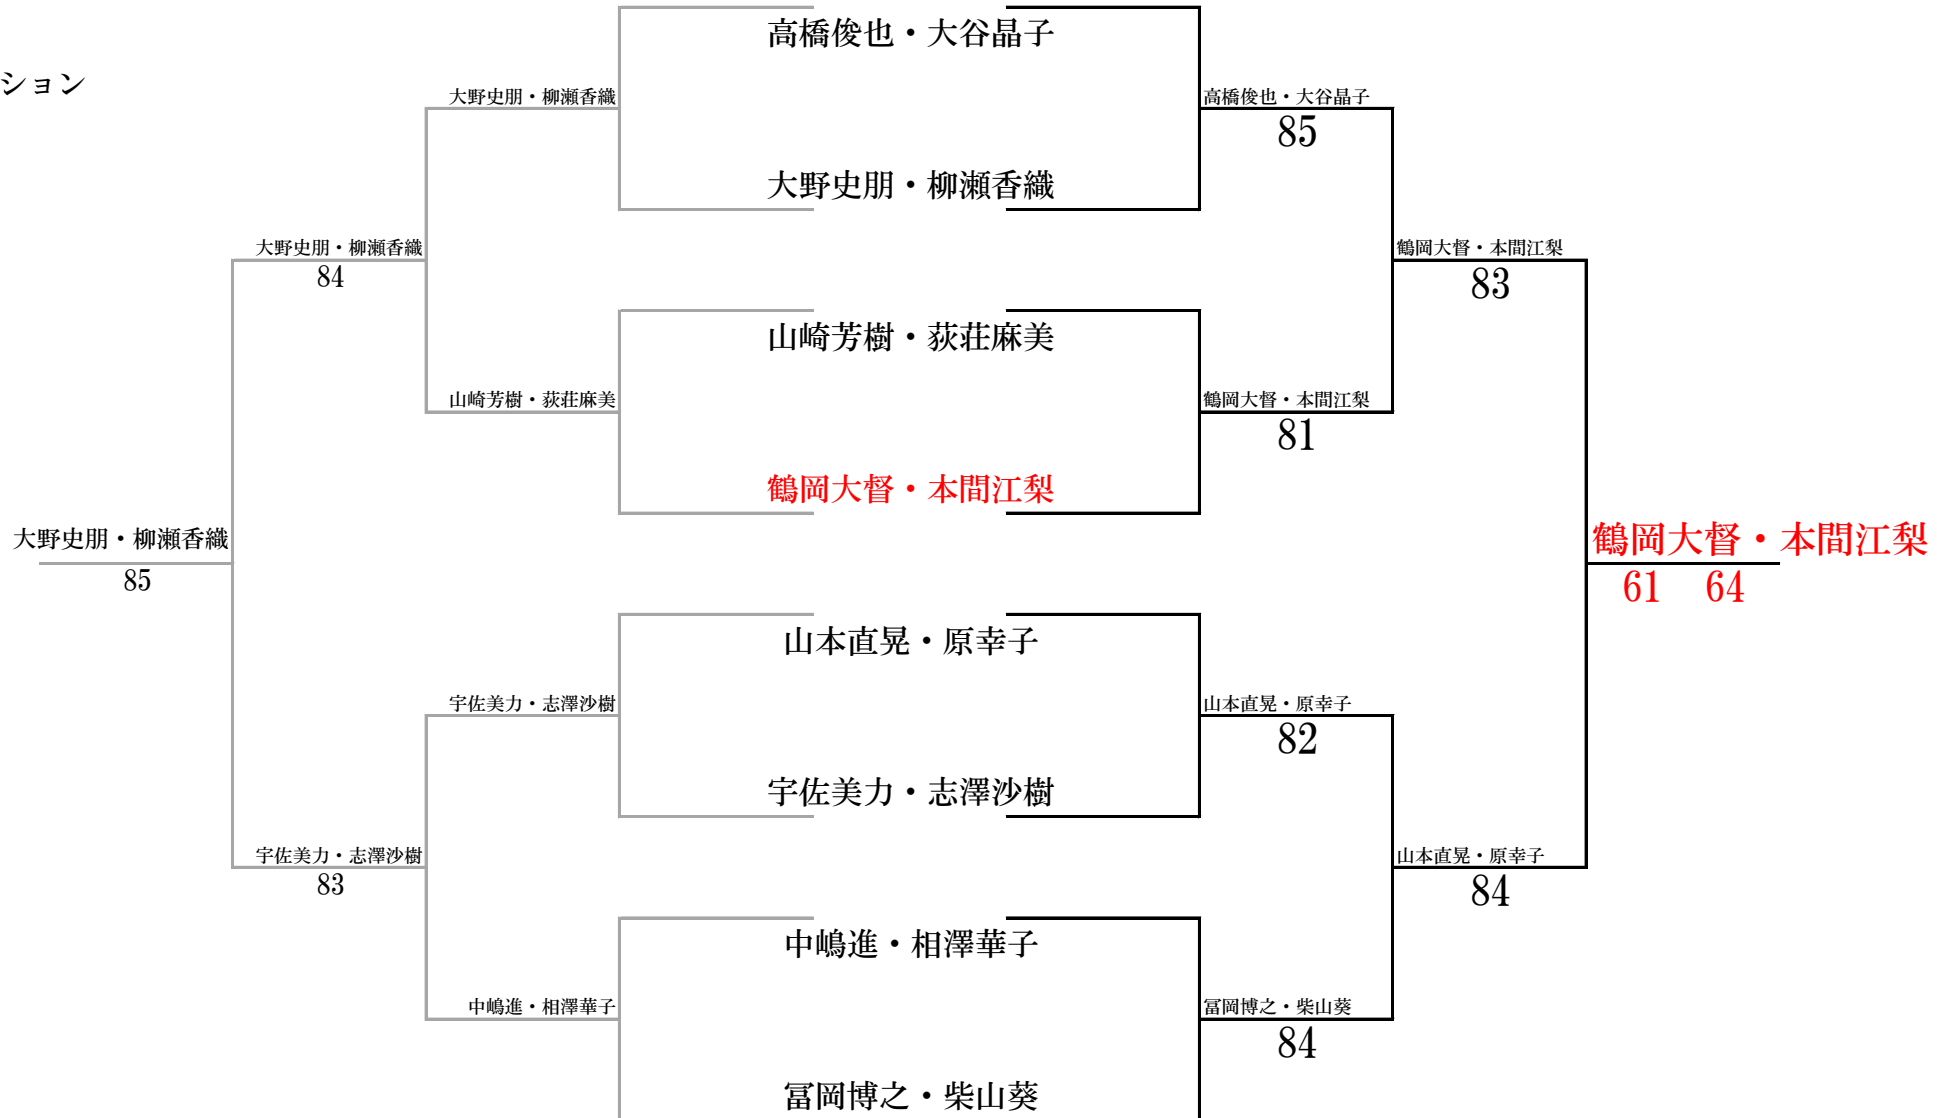 高橋俊也・大谷晶子
ション
大野史朋・柳瀬香織
高橋俊也・大谷晶子
85
大野史朋・柳瀬香織
大野史朋・柳瀬香織
84
鶴岡大督・本間江梨
83
山崎芳樹・荻荘麻美
山崎芳樹・荻荘麻美
鶴岡大督・本間江梨
81
鶴岡大督・本間江梨
大野史朋・柳瀬香織
85
鶴岡大督・本間江梨
61 64
山本直晃・原幸子
宇佐美力・志澤沙樹
山本直晃・原幸子
82
宇佐美力・志澤沙樹
宇佐美力・志澤沙樹
83
山本直晃・原幸子
84
中嶋進・相澤華子
中嶋進・相澤華子
冨岡博之・柴山葵
84
冨岡博之・柴山葵